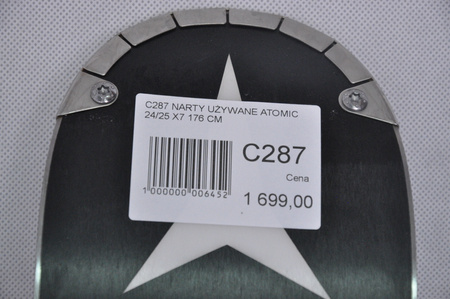 C287 NARTY UŻYWANE ATOMIC
24/25 X7 176 CM
C287
Cena
1 699,00
1 000000 006452